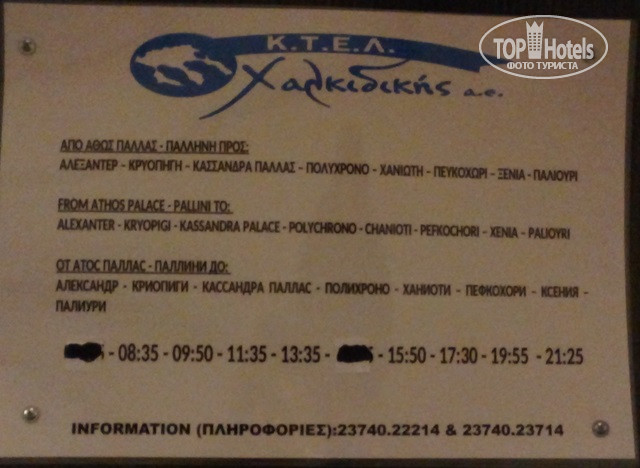 Κ.Τ.Ε.Λ.
Χαλκιδικής α.ε.
TOP Hotels
ФОТО ТУРИСТА
ΑΠΟ ΑΘΩΣ ΠΑΛΛΑΣ - ΠΑΛΛΗΝΗ ΠΡΟΣ:
ΑΛΕΞΑΝΤΕΡ - ΚΡΥΟΠΗΓΗ - ΚΑΣΣΑΝΔΡΑ ΠΑΛΛΑΣ - ΠΟΛΥΧΡΟΝΟ - ΧΑΝΙΩΤΗ - ΠΕΥΚΟΧΩΡΙ - ΞΕΝΙΑ - ΠΑΛΙΟΥΡΙ
FROM ATHOS PALACE - PALLINI TO:
ALEXANTER - KRYOPIGI - KASSANDRA PALACE - POLYCHRONO - CHANIOTI - PEFKOCHORI - XENIA - PALIOYRI
ОТ АТОС ПАЛЛАС - ПАЛЛИНИ ДО:
АЛЕКСАНДР - КРИОПИГИ - КАССАНДРА ПАЛЛАС - ПОЛИХРОНО - ХАНИОТИ - ПЕФКОХОРИ - КСЕНИЯ -
ПАЛИУРИ
- 08:35 - 09:50 - 11:35 - 13:35 - - 15:50 - 17:30 - 19:55 - 21:25
INFORMATION (ΠΛΗΡΟΦΟΡΙΕΣ):23740.22214 & 23740.23714